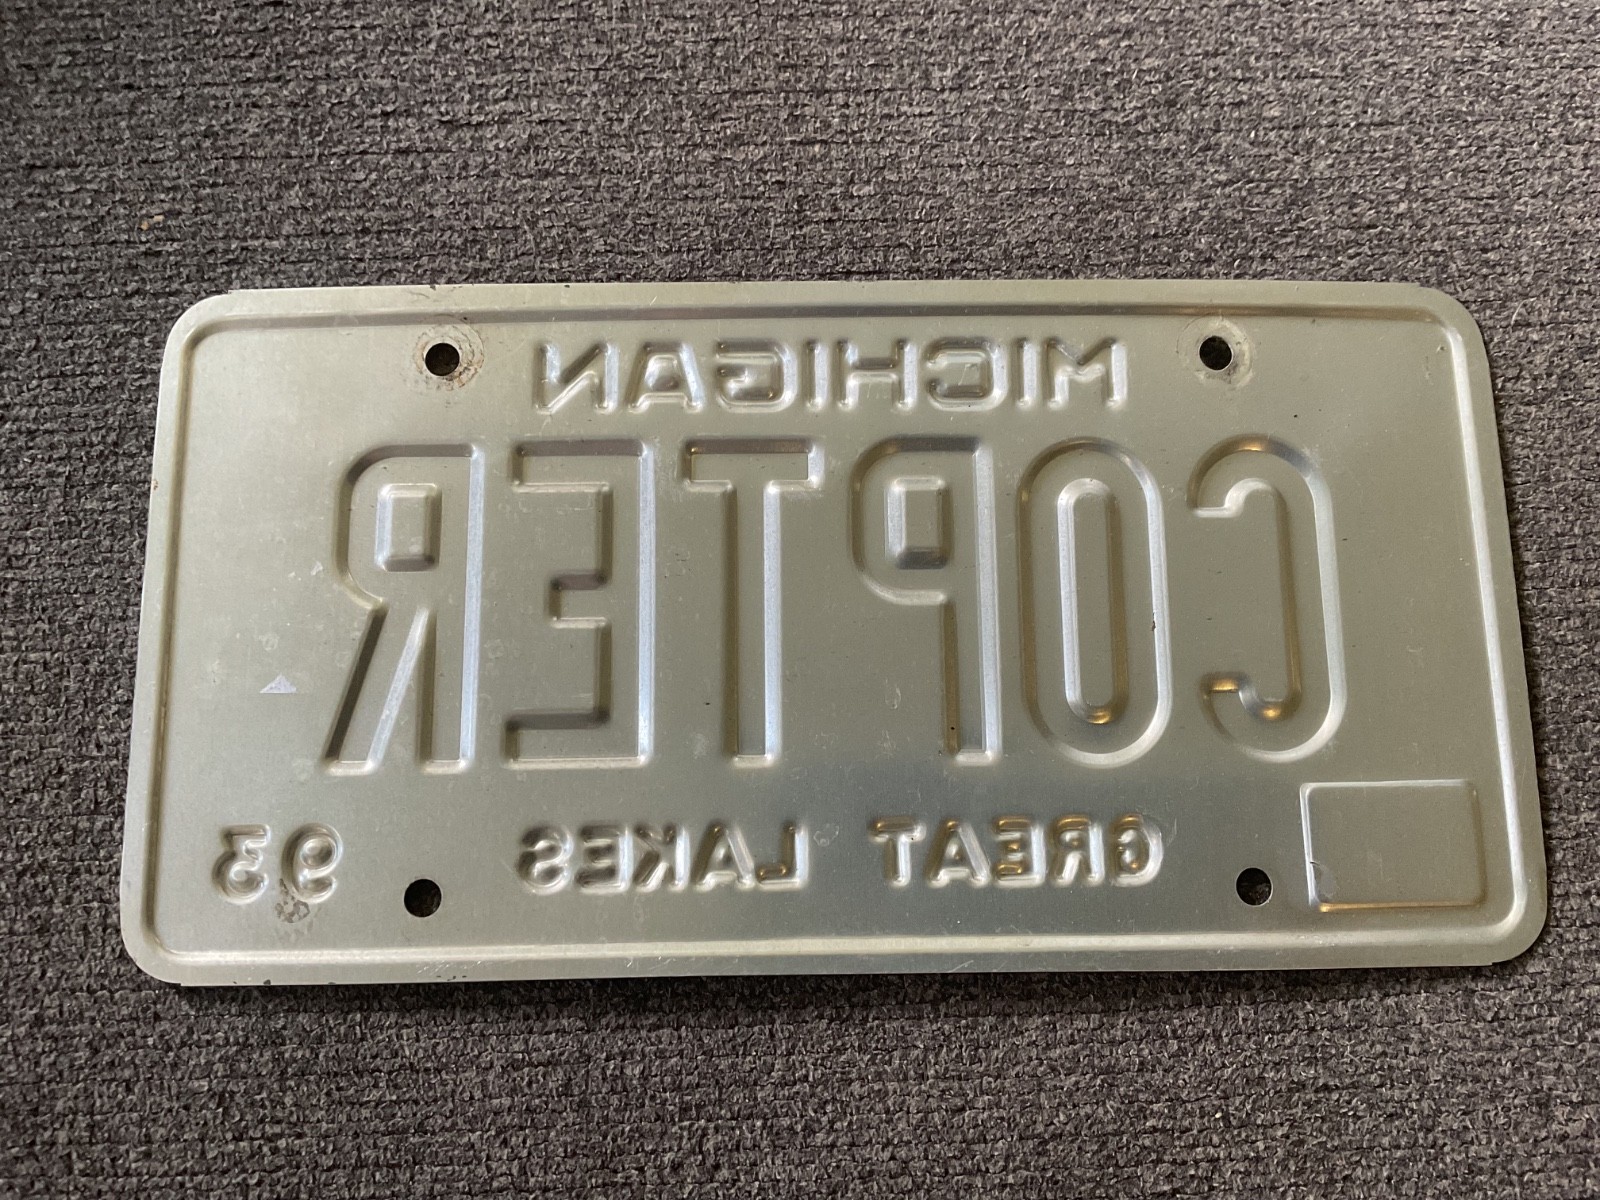 MICHIGAN
COPTER
GREAT LAKES 93